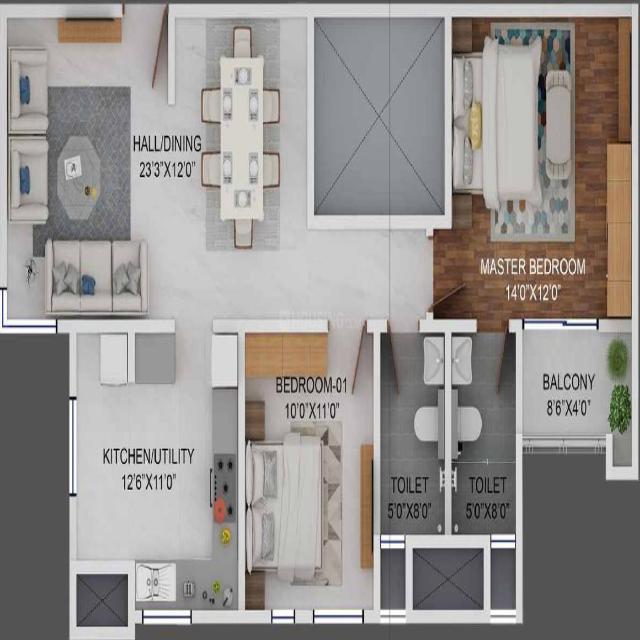 HALL/DINING
23'3"X12'0"
MASTER BEDROOM
14'0"X12'0"
BEDROOM-01
10'0"X11'0"
BALCONY
8'6"X4'0"
KITCHEN/UTILITY
12'6"X11'0"
TOILET
5'0"X8'0"
TOILET
5'0"X8'0"